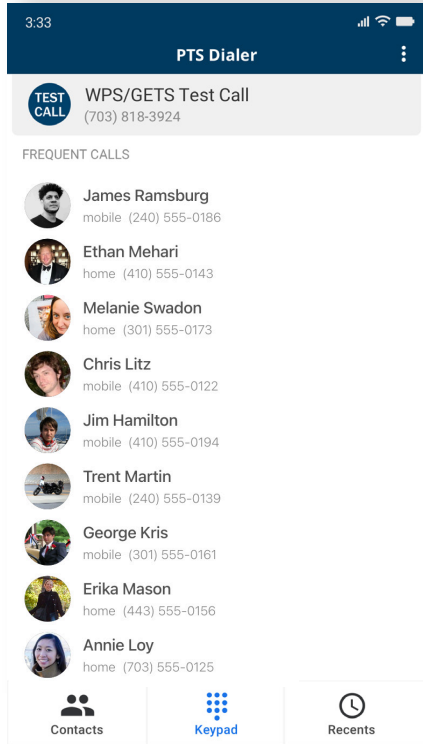 3:33
PTS Dialer
TEST
CALL
WPS/GETS Test Call
(703) 818-3924
FREQUENT CALLS
James Ramsburg
mobile (240) 555-0186
Ethan Mehari
home (410) 555-0143
Melanie Swadon
home (301) 555-0173
Chris Litz
mobile (410) 555-0122
Jim Hamilton
mobile (410) 555-0194
Trent Martin
mobile (240) 555-0139
George Kris
mobile (301) 555-0161
Erika Mason
home (443) 555-0156
Annie Loy
home (703) 555-0125
Contacts
Keypad
Recents